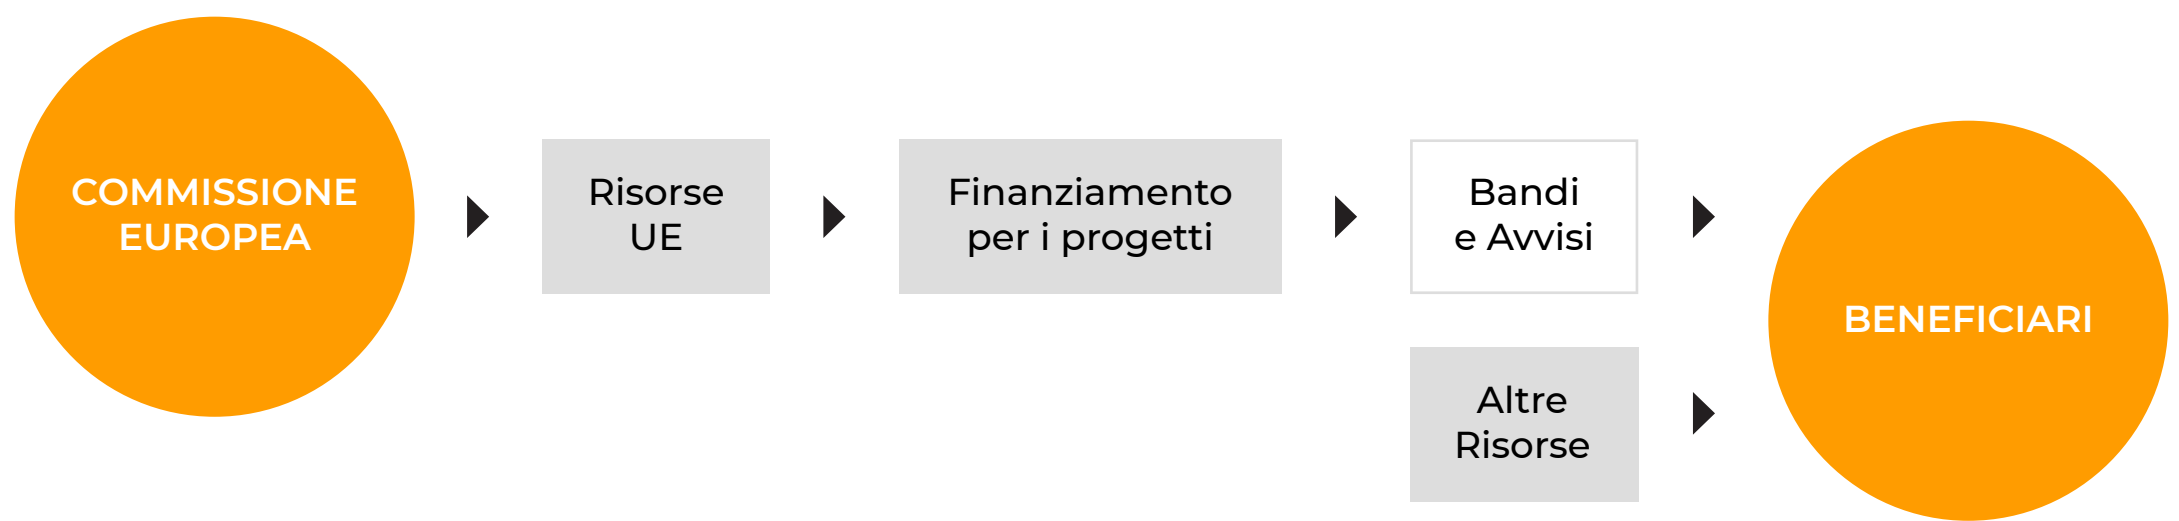 COMMISSIONE
EUROPEA
Risorse
UE
Finanziamento
per i progetti
Bandi
e Avvisi
Altre
Risorse
BENEFICIARI